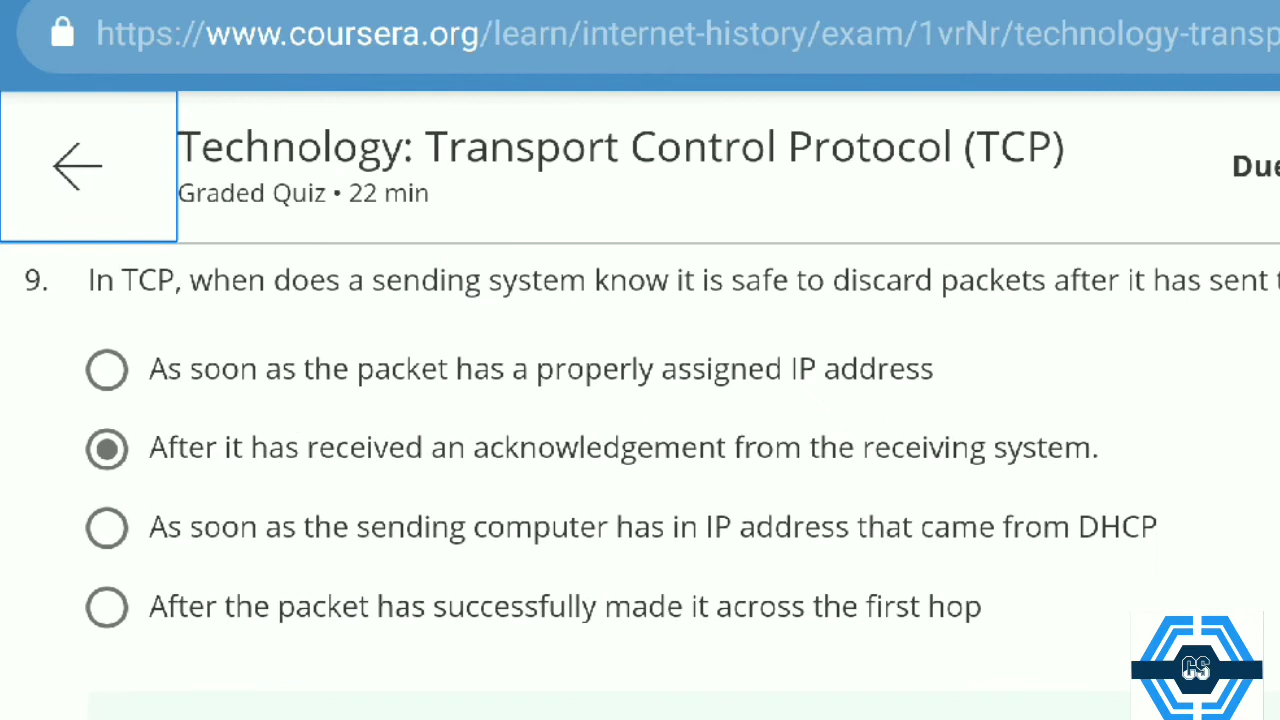 https://www.coursera.org/learn/internet-history/exam/1vrNr/technology-transp
Technology: Transport Control Protocol (TCP)
Due
Graded Quiz • 22 min
9. In TCP, when does a sending system know it is safe to discard packets after it has sent t
As soon as the packet has a properly assigned IP address
After it has received an acknowledgement from the receiving system.
As soon as the sending computer has in IP address that came from DHCP
After the packet has successfully made it across the first hop
CS